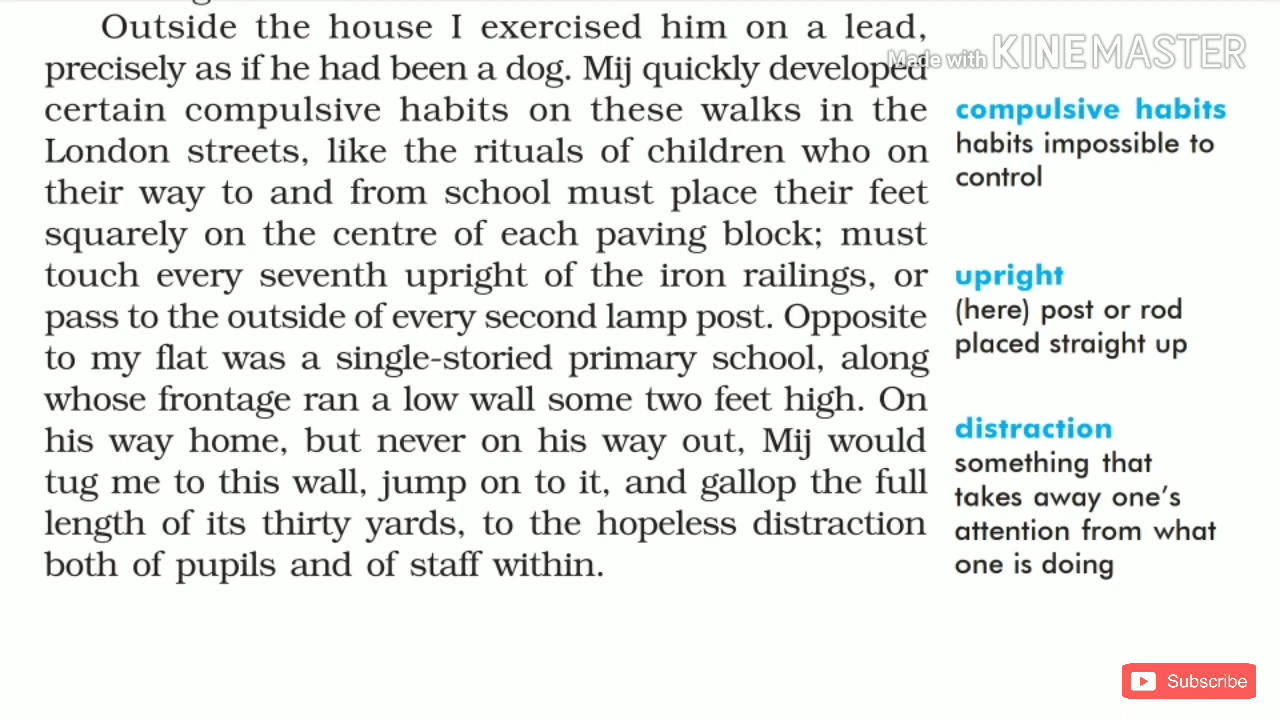 Outside the house I exercised him on a lead,
precisely as if he had been a dog. Mij quickly developed
certain compulsive habits on these walks in the
London streets, like the rituals of children who on
their way to and from school must place their feet
squarely on the centre of each paving block; must
touch every seventh upright of the iron railings, or
pass to the outside of every second lamp post. Opposite
to my flat was a single-storied primary school, along
whose frontage ran a low wall some two feet high. On
his way home, but never on his way out, Mij would
tug me to this wall, jump on to it, and gallop the full
length of its thirty yards, to the hopeless distraction
both of pupils and of staff within.
Made with KINEMASTER
compulsive habits
habits impossible to
control
upright
(here) post or rod
placed straight up
distraction
something that
takes away one's
attention from what
one is doing
Subscribe